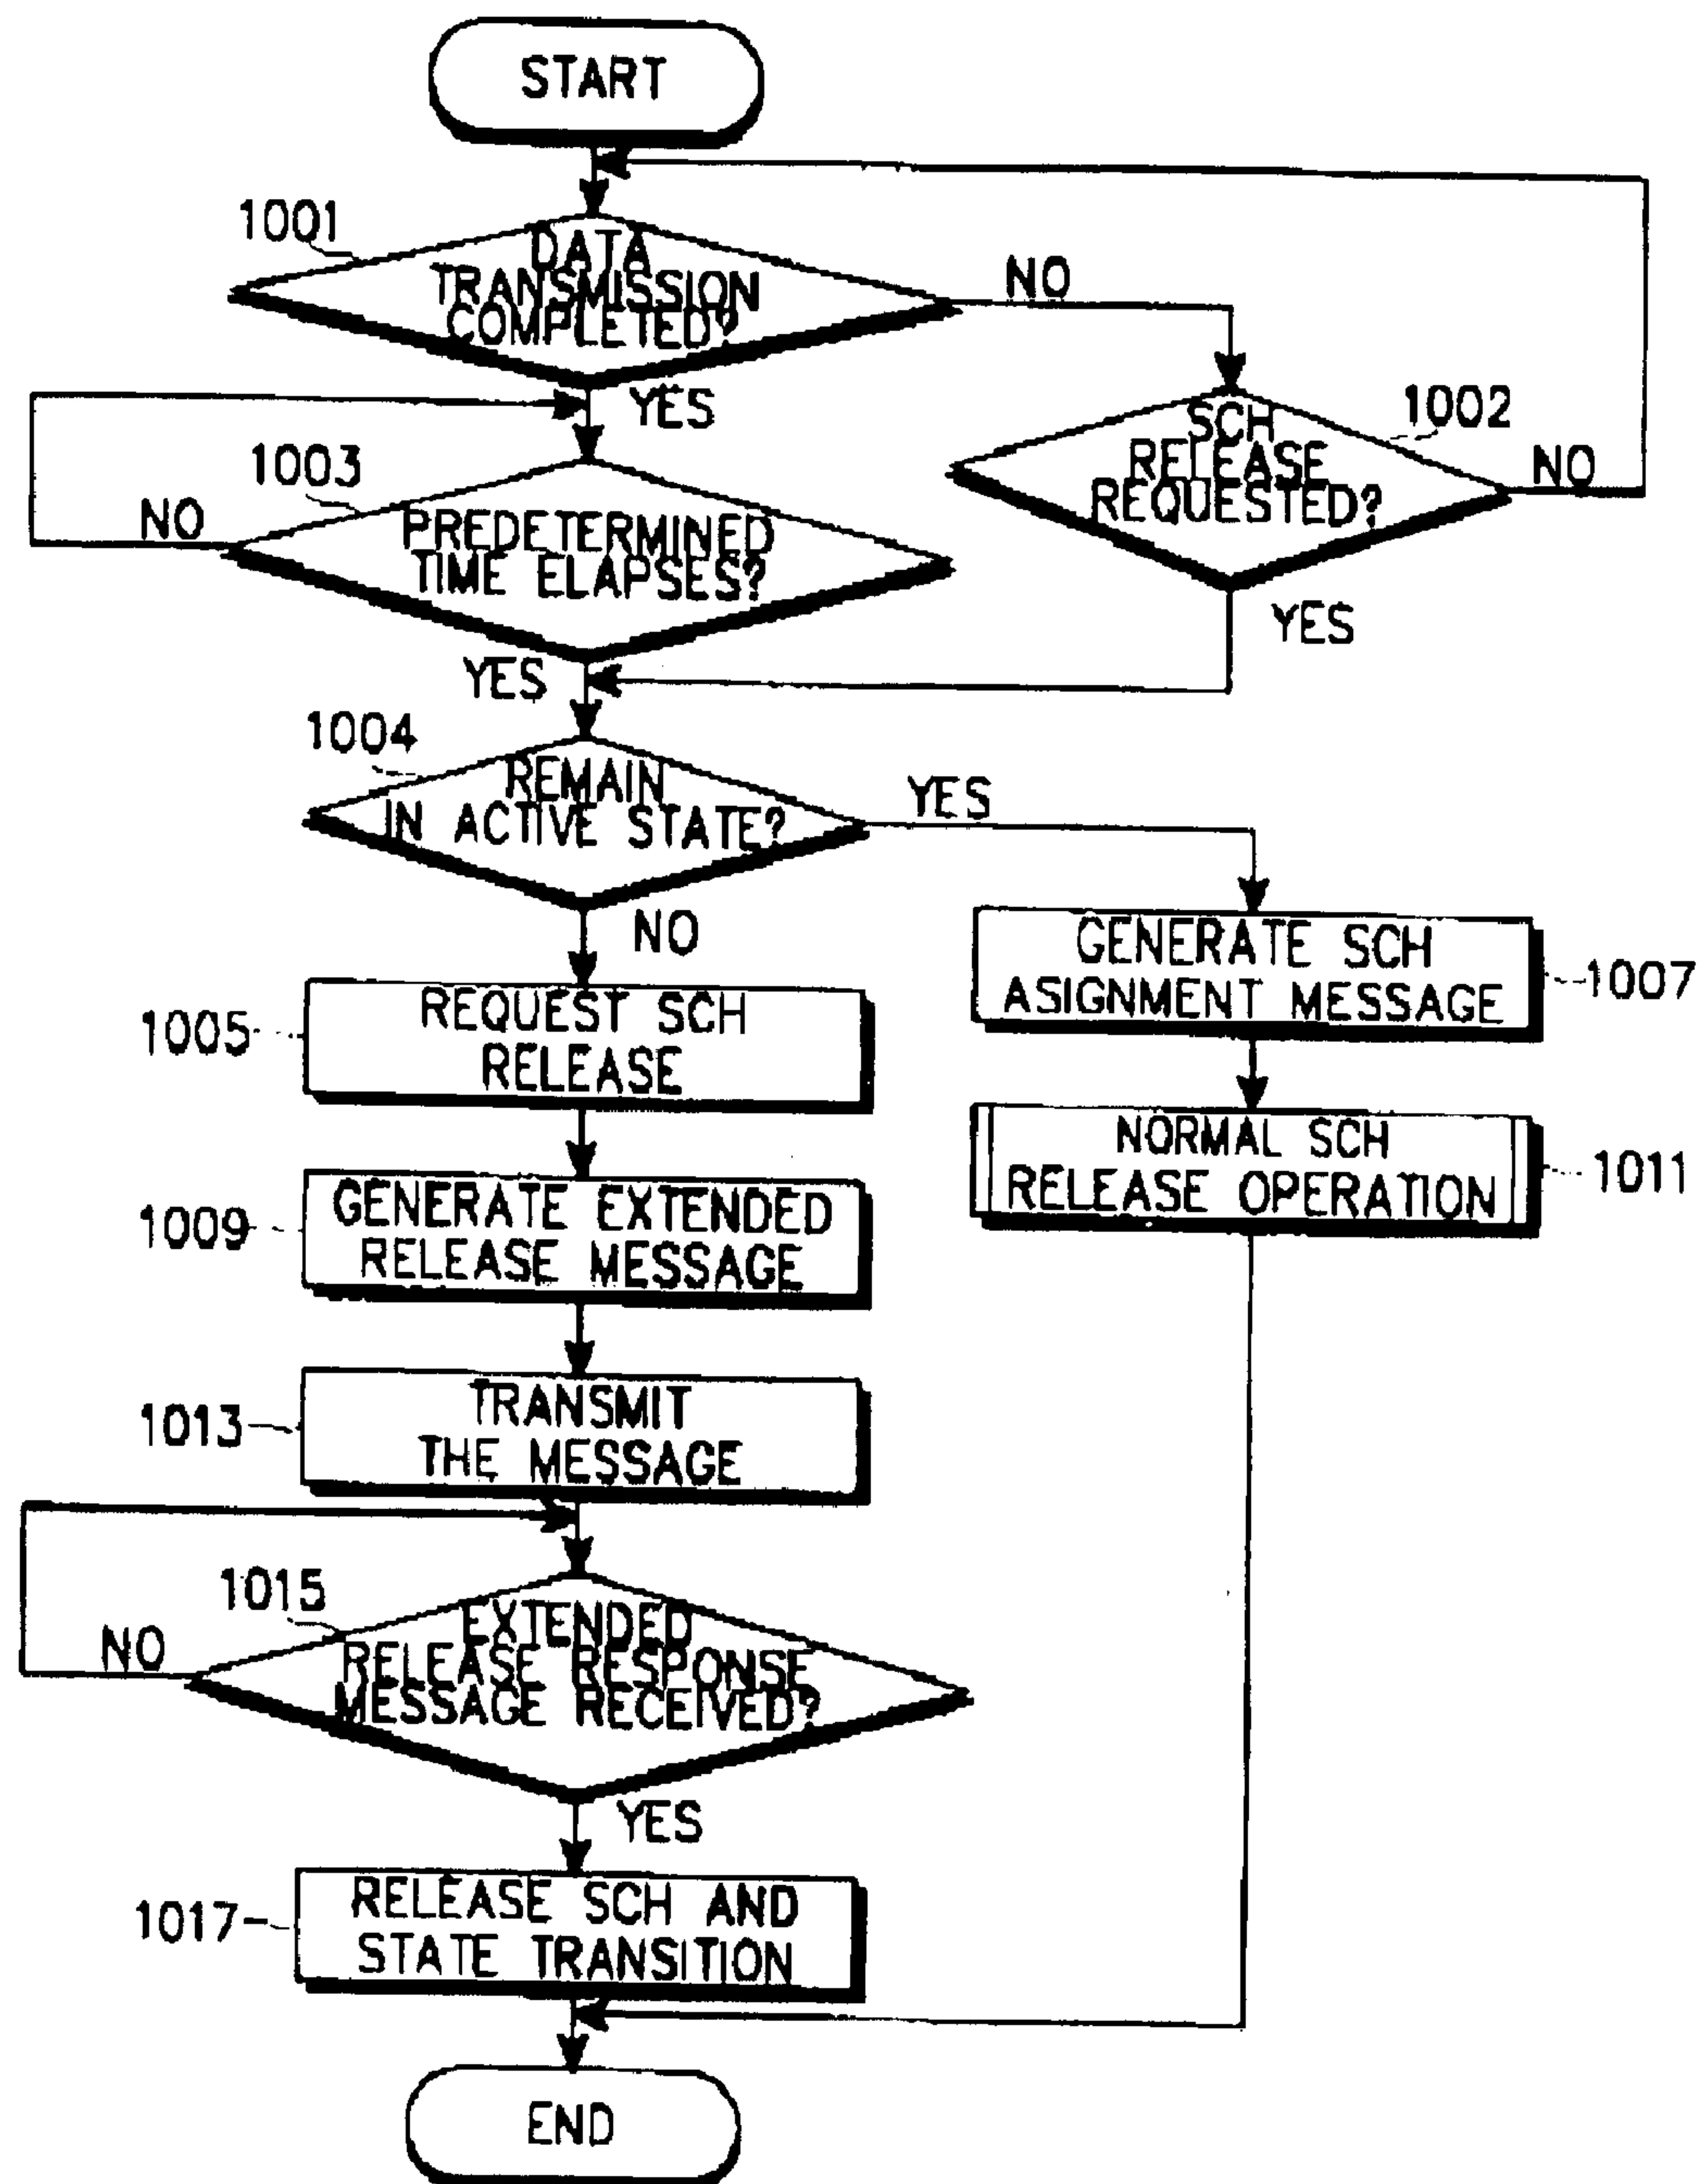 START
1001
DATA
TRANSMISSION
COMPLETED?
NO
YES
1002
SCH
RELEASE
REQUESTED?
NO
YES
1003
PREDETERMINED
TIME ELAPSES?
NO
YES
1004
REMAIN
IN ACTIVE STATE?
YES
NO
GENERATE SCH
ASIGNMENT MESSAGE
1007
1005
REQUEST SCH
RELEASE
NORMAL SCH
RELEASE OPERATION
1011
1009
GENERATE EXTENDED
RELEASE MESSAGE
1013
TRANSMIT
THE MESSAGE
1015
EXTENDED
RELEASE RESPONSE
MESSAGE RECEIVED?
NO
YES
1017
RELEASE SCH AND
STATE TRANSITION
END